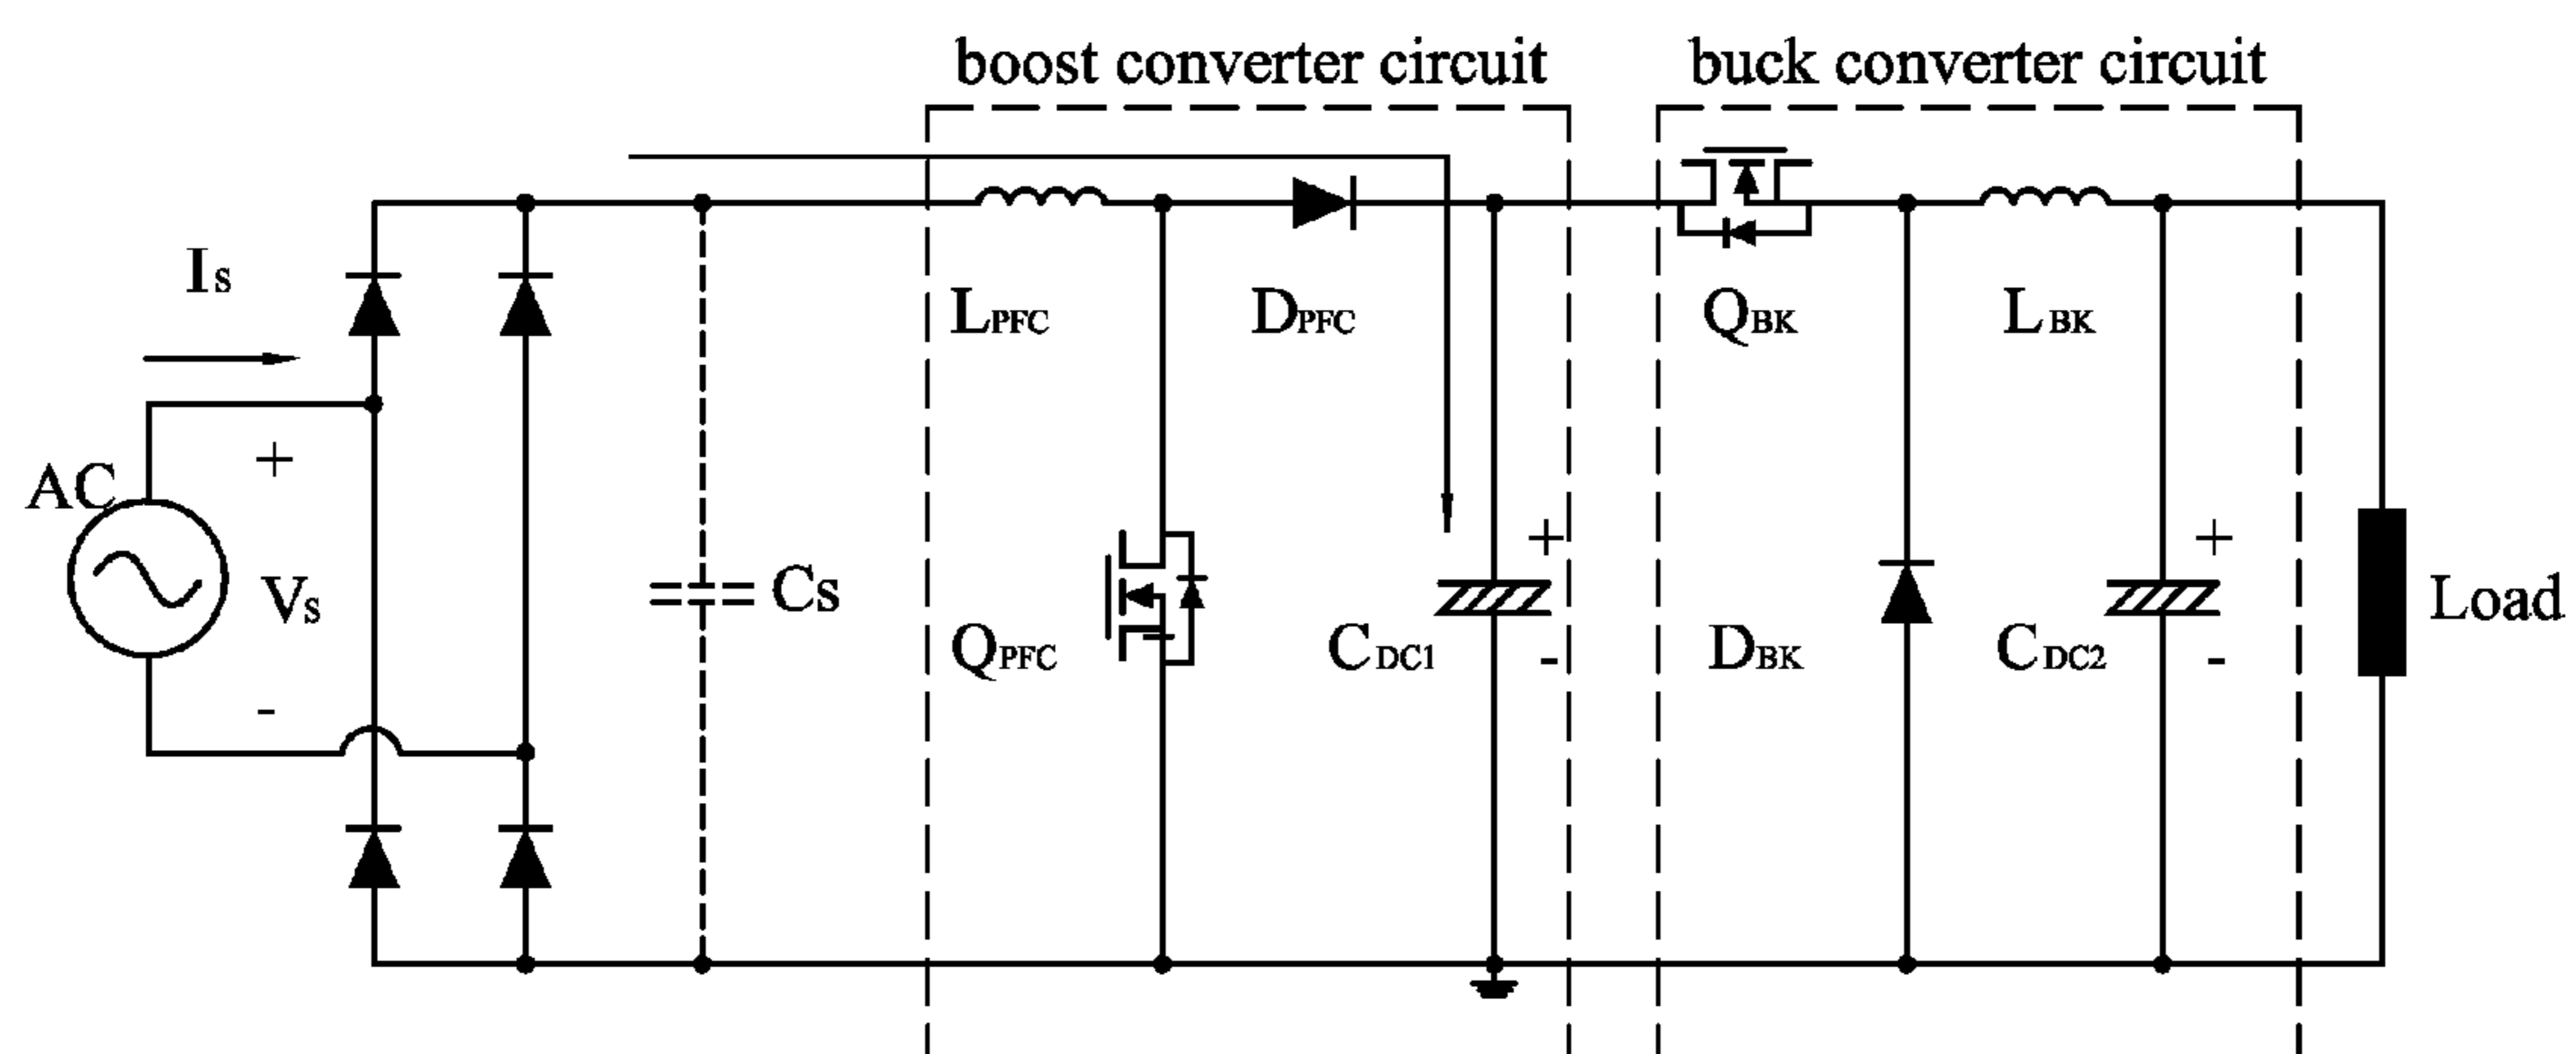 boost converter circuit
buck converter circuit
Is
LPFC
DPFC
QBK
LBK
+
AC
Vs
-
Cs
QPFC
CDC1
+
-
DBK
CDC2
+
-
Load